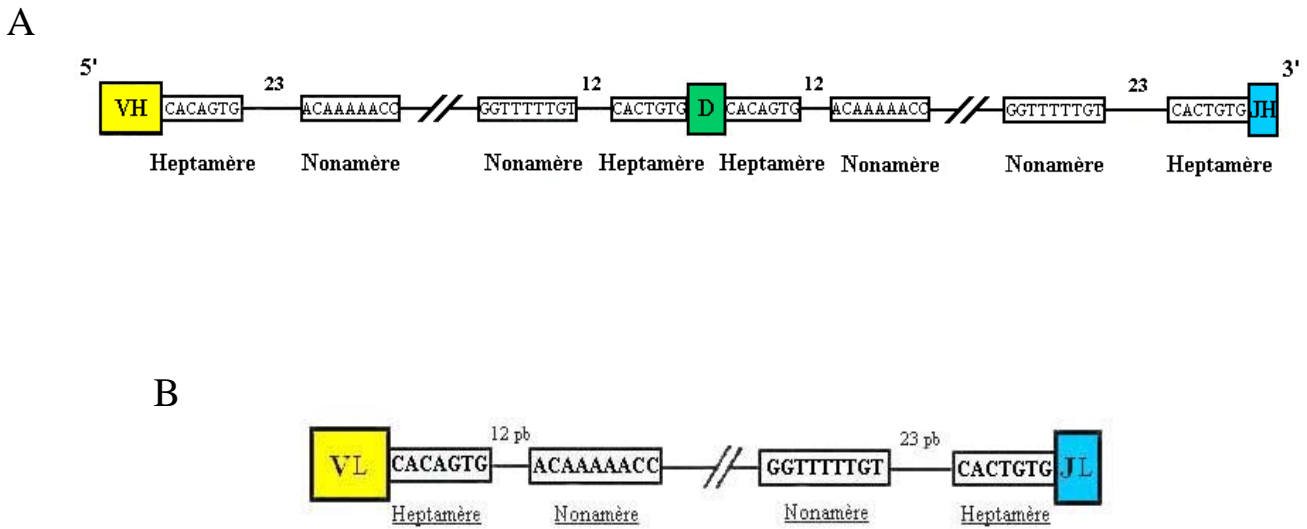 A
5' 23 12 12 23 3'
VH CACAGTG ACAAAAACC GGTTTTTGT CACTGTG D CACAGTG ACAAAAACC GGTTTTTGT CACTGTG JH
Heptamère Nonamère Nonamère Heptamère Heptamère Nonamère Nonamère Heptamère
B
12 pb 23 pb
VL CACAGTG ACAAAAACC GGTTTTTGT CACTGTG JL
Heptamère Nonamère Nonamère Heptamère